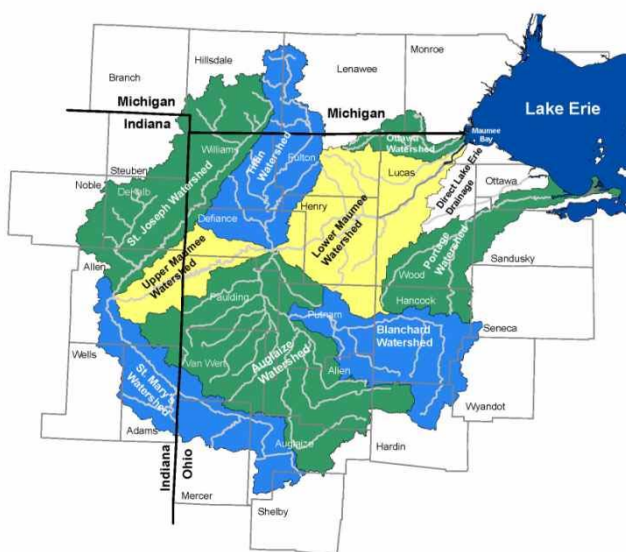 Monroe
Hillsdale
Lenawee
Branch
Michigan
Michigan
Lake Erie
Indiana
Maumee
Bay
Ottawa
Watershed
Williams
Tiffin
Watershed
Fulton
Lucas
Steuben
Noble
DeKalb
St. Joseph Watershed
Direct Lake Erie
Drainage
Ottawa
Henry
Defiance
Lower Maumee
Watershed
Portage
Watershed
Sandusky
Upper Maumee
Watershed
Allen
Wood
Hancock
Paulding
Putnam
Seneca
Blanchard
Watershed
Auglaize
Watershed
Wells
Van Wert
Allen
St. Mary's
Watershed
Wyandot
Adams
Auglaize
Hardin
Indiana
Ohio
Mercer
Shelby